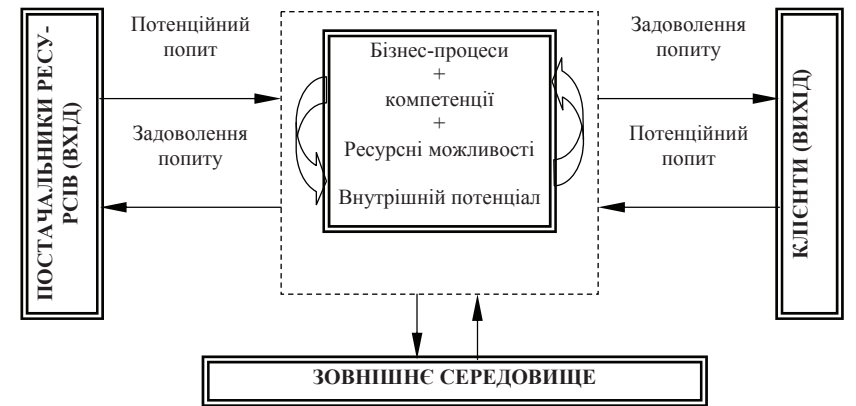 ПОСТАЧАЛЬНИКИ РЕСУ-
РСІВ (ВХІД)
Потенційний
попит
Задоволення
попиту
Бізнес-процеси
+
компетенції
+
Ресурсні можливості
Внутрішній потенціал
Задоволення
попиту
Потенційний
попит
КЛІЄНТИ (ВИХІД)
ЗОВНІШНЄ СЕРЕДОВИЩЕ